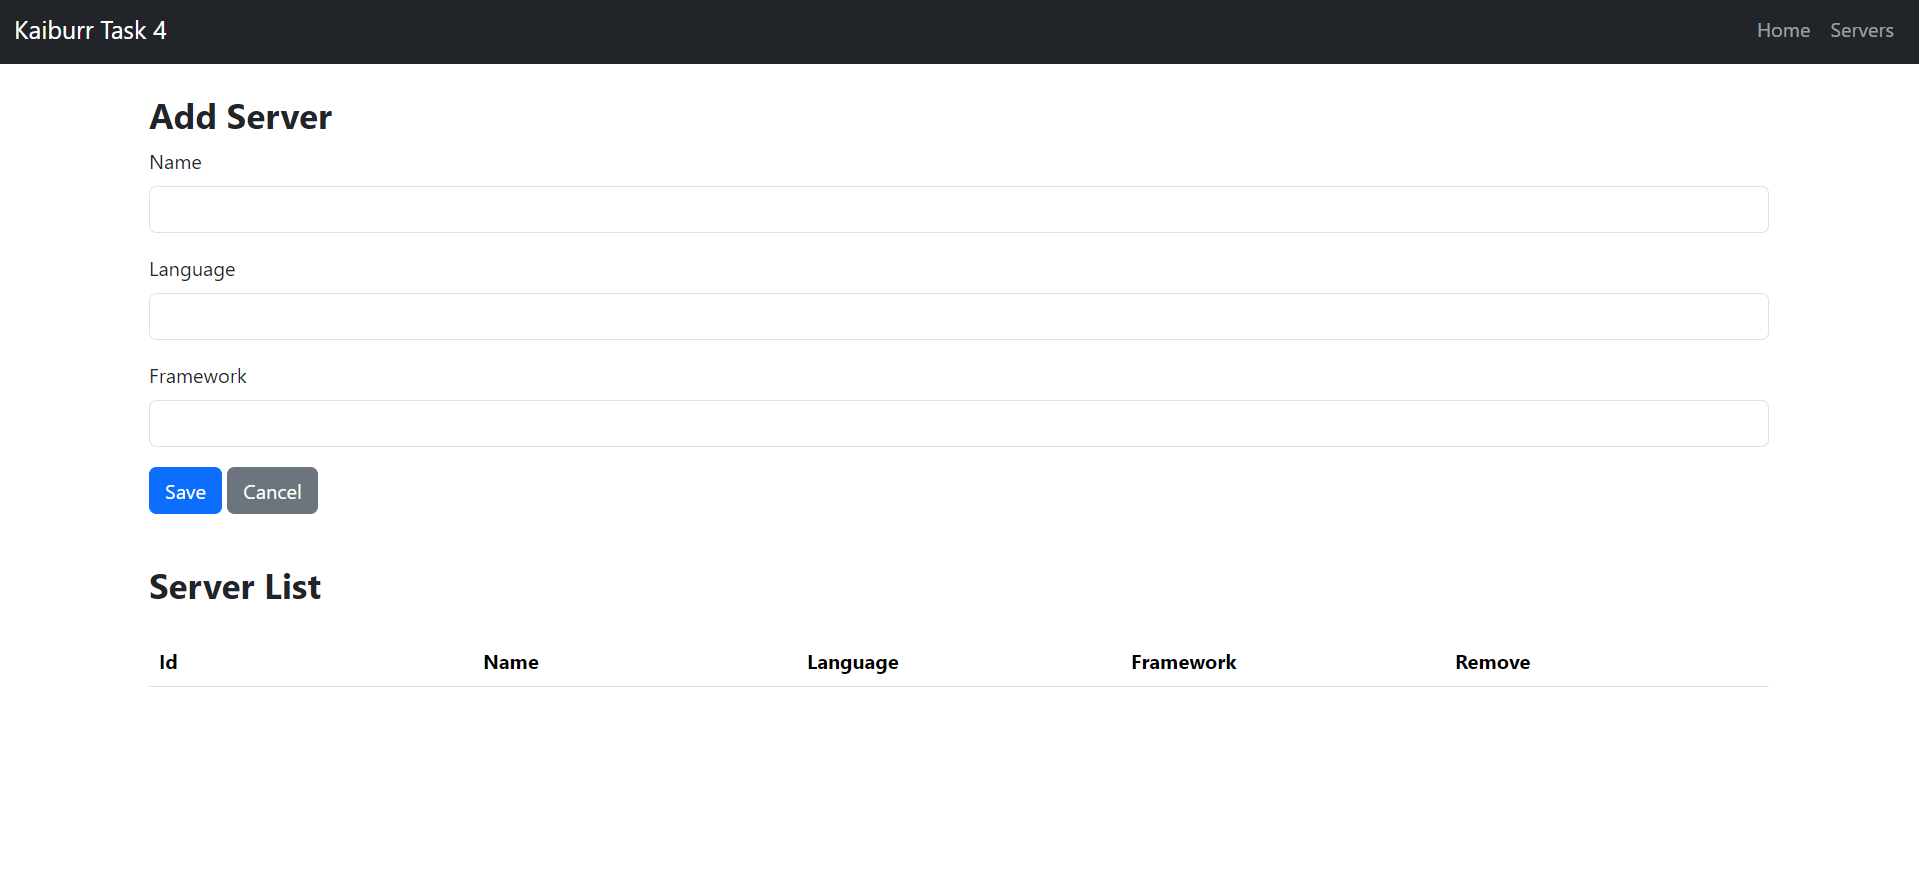 Kaiburr Task 4 Home Servers
Add Server
Name
Language
Framework
Save Cancel
Server List
Id Name Language Framework Remove